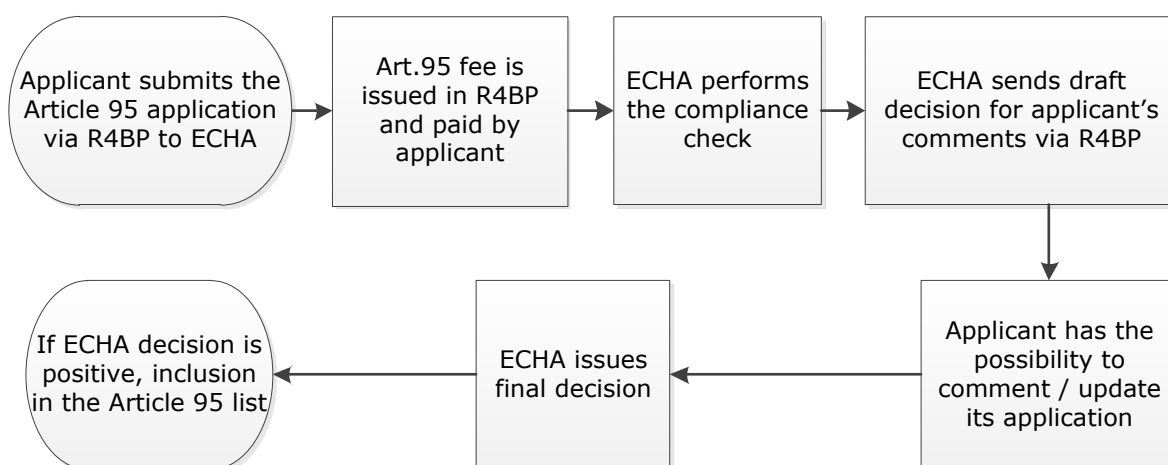 Applicant submits the
Article 95 application
via R4BP to ECHA
Art.95 fee is
issued in R4BP
and paid by
applicant
ECHA performs
the compliance
check
ECHA sends draft
decision for applicant’s
comments via R4BP
Applicant has the
possibility to
comment / update
its application
ECHA issues
final decision
If ECHA decision is
positive, inclusion
in the Article 95 list